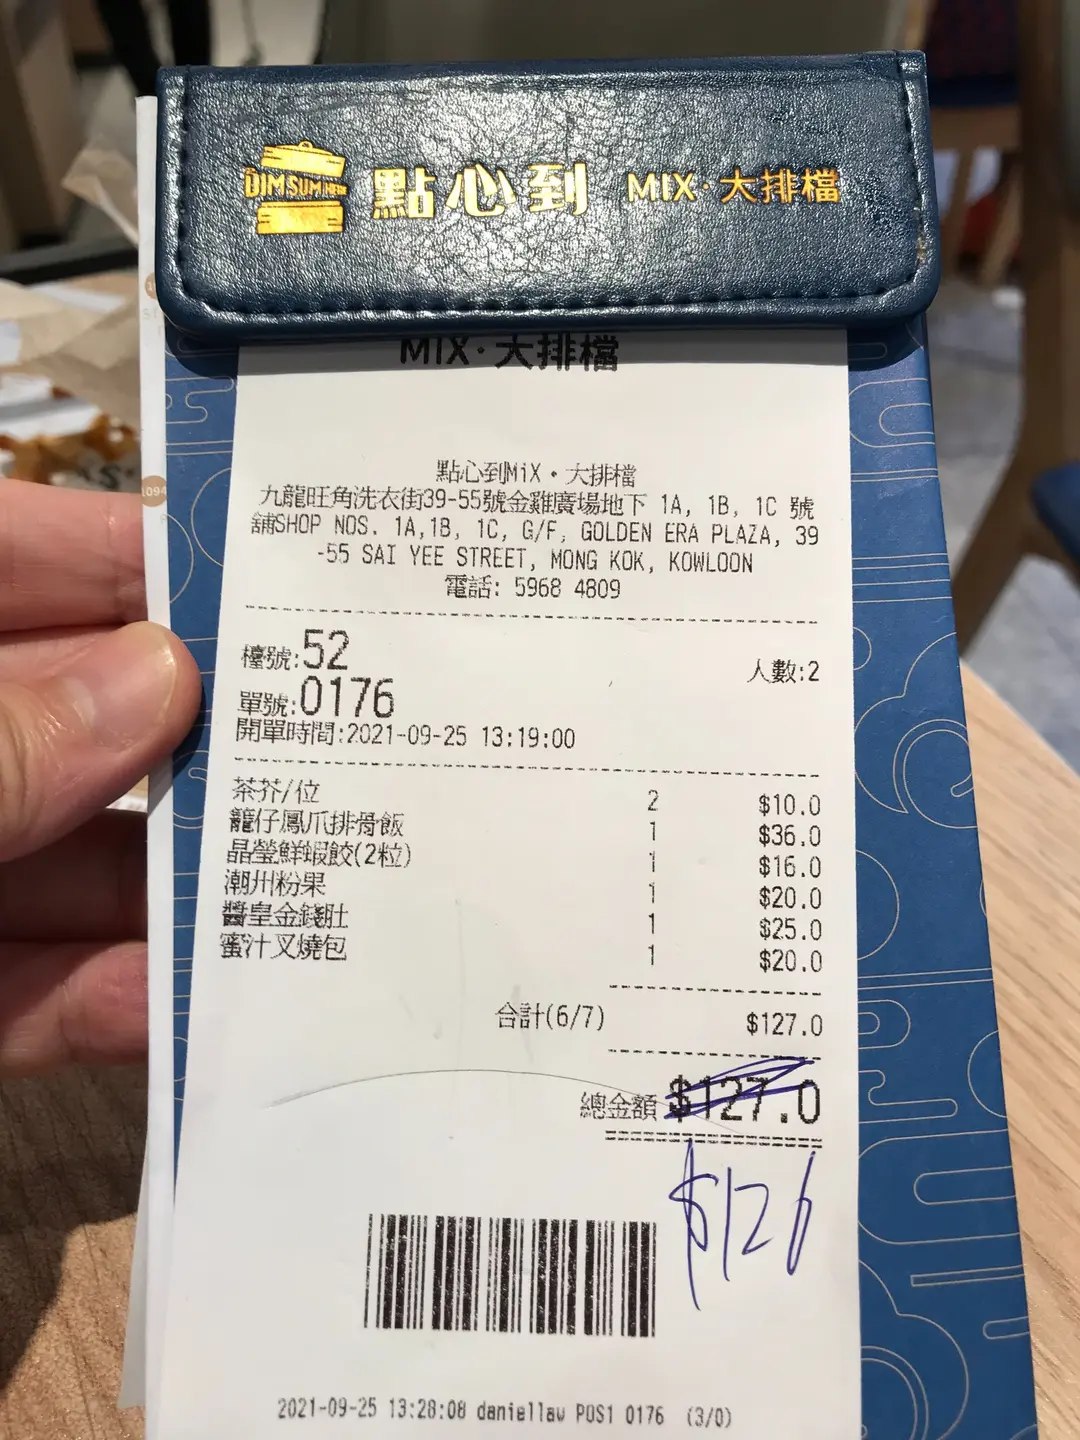 DIM SUM HERE 點心到 MIX·大排檔
MIX·大排檔
點心到MiX·大排檔
九龍旺角洗衣街39-55號金雞廣場地下 1A, 1B, 1C 號
舖SHOP NOS. 1A,1B, 1C, G/F, GOLDEN ERA PLAZA, 39
-55 SAI YEE STREET, MONG KOK, KOWLOON
電話: 5968 4809
檯號:52 人數:2
單號:0176
開單時間:2021-09-25 13:19:00
茶芥/位 2 $10.0
籠仔鳳爪排骨飯 1 $36.0
晶瑩鮮蝦餃(2粒) 1 $16.0
潮州粉果 1 $20.0
醬皇金錢肚 1 $25.0
蜜汁叉燒包 1 $20.0
合計(6/7) $127.0
總金額 $127.0
$126
2021-09-25 13:28:08 daniellaw POS1 0176 (3/0)
1094